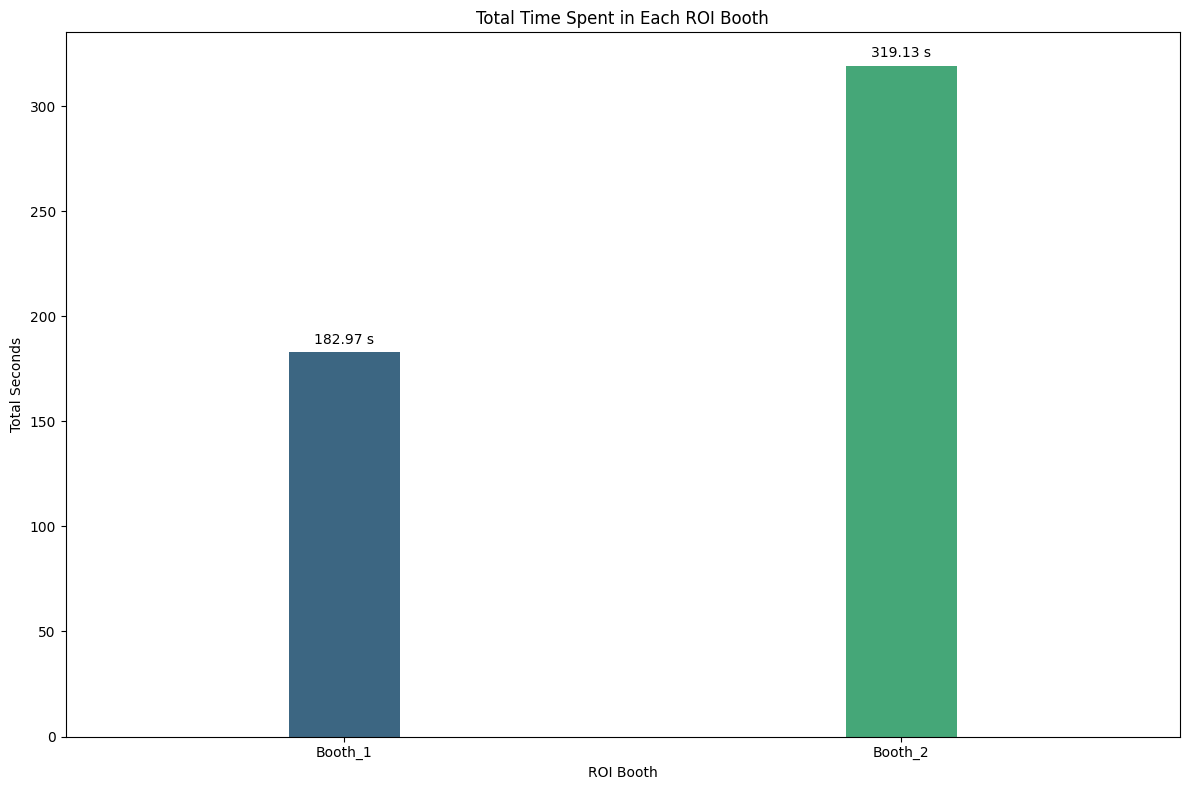 Total Time Spent in Each ROI Booth
319.13 s
300
250
200
182.97 s
Total Seconds
150
100
50
0
Booth_1
Booth_2
ROI Booth